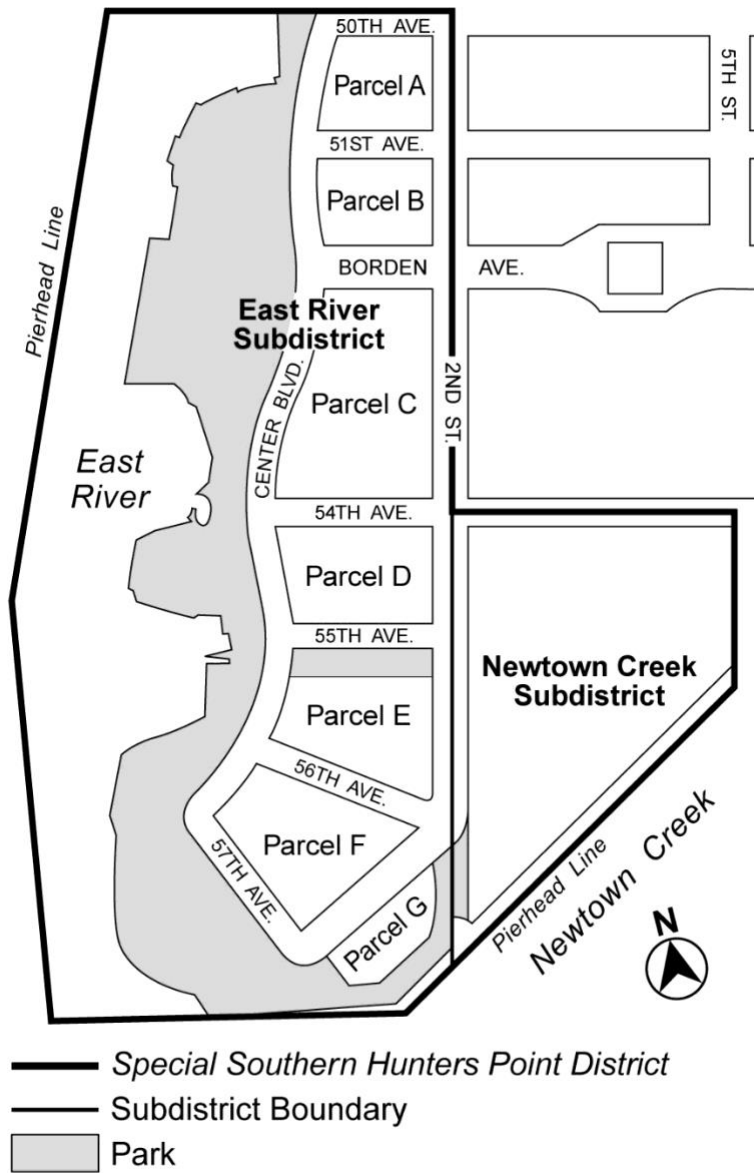 50TH AVE.
Parcel A
5TH ST.
51ST AVE.
Parcel B
Pierhead Line
BORDEN AVE.
East River
Subdistrict
CENTER BLVD.
2ND ST.
Parcel C
East
River
54TH AVE.
Parcel D
55TH AVE.
Newtown Creek
Subdistrict
Parcel E
56TH AVE.
Parcel F
57TH AVE.
Parcel G
Pierhead Line
Newtown Creek
N
Special Southern Hunters Point District
Subdistrict Boundary
Park